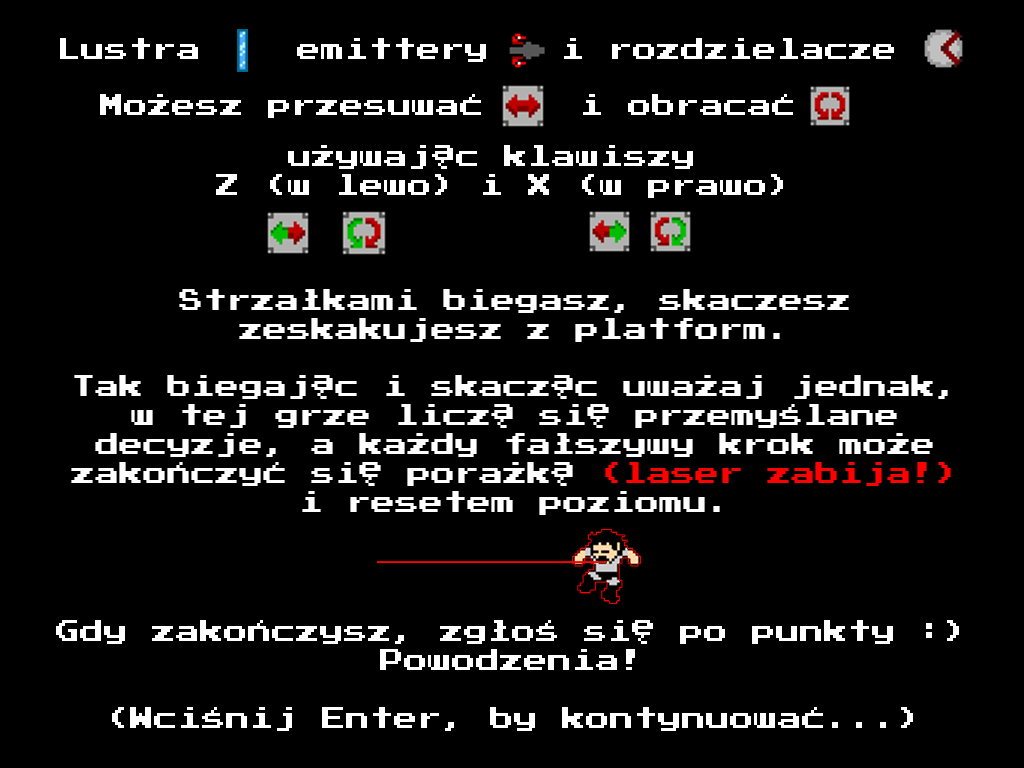 Lustra emittery i rozdzielacze
Możesz przesuwać i obracać
używając klawiszy
Z (w lewo) i X (w prawo)
Strzałkami biegasz, skaczesz
zeskakujesz z platform.
Tak biegając i skacząc uważaj jednak,
w tej grze liczą się przemyślane
decyzje, a każdy fałszywy krok może
zakończyć się porażką (laser zabija!)
i resetem poziomu.
Gdy zakończysz, zgłoś się po punkty :)
Powodzenia!
(Wciśnij Enter, by kontynuować...)